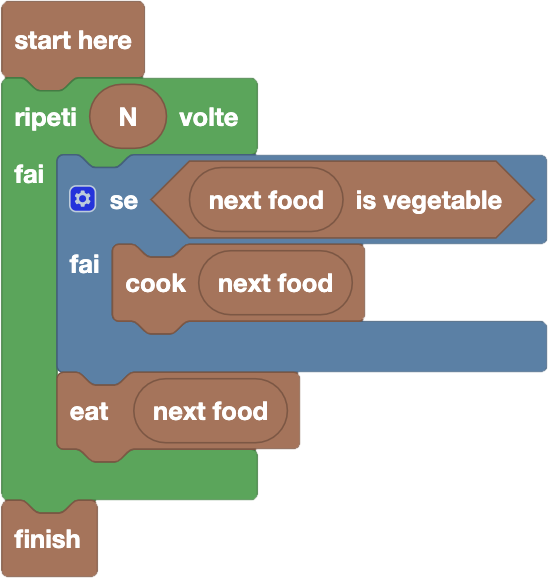 start here
ripeti N volte
fai
se next food is vegetable
fai
cook next food
eat next food
finish